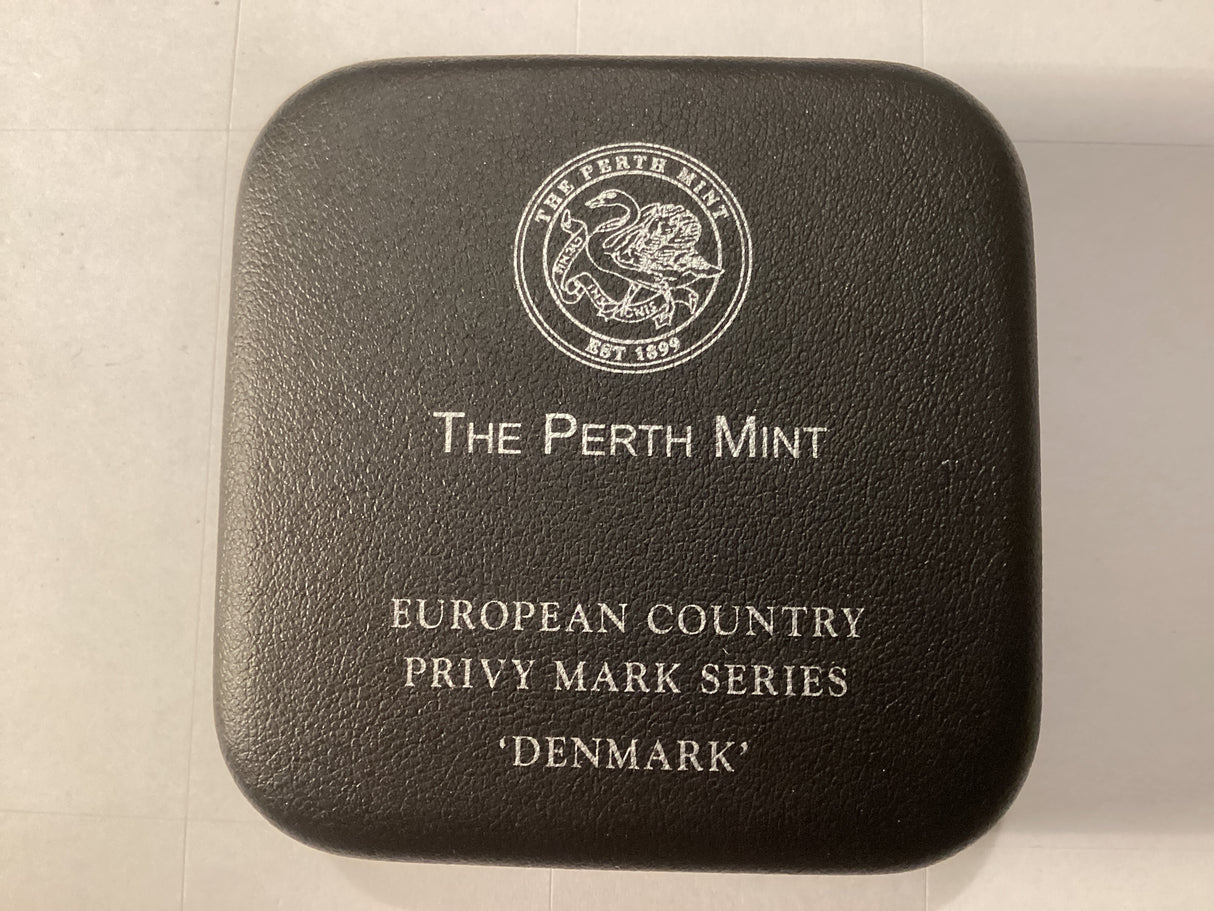 THE PERTH MINT
EST 1899
THE PERTH MINT
EUROPEAN COUNTRY
PRIVY MARK SERIES
‘DENMARK’